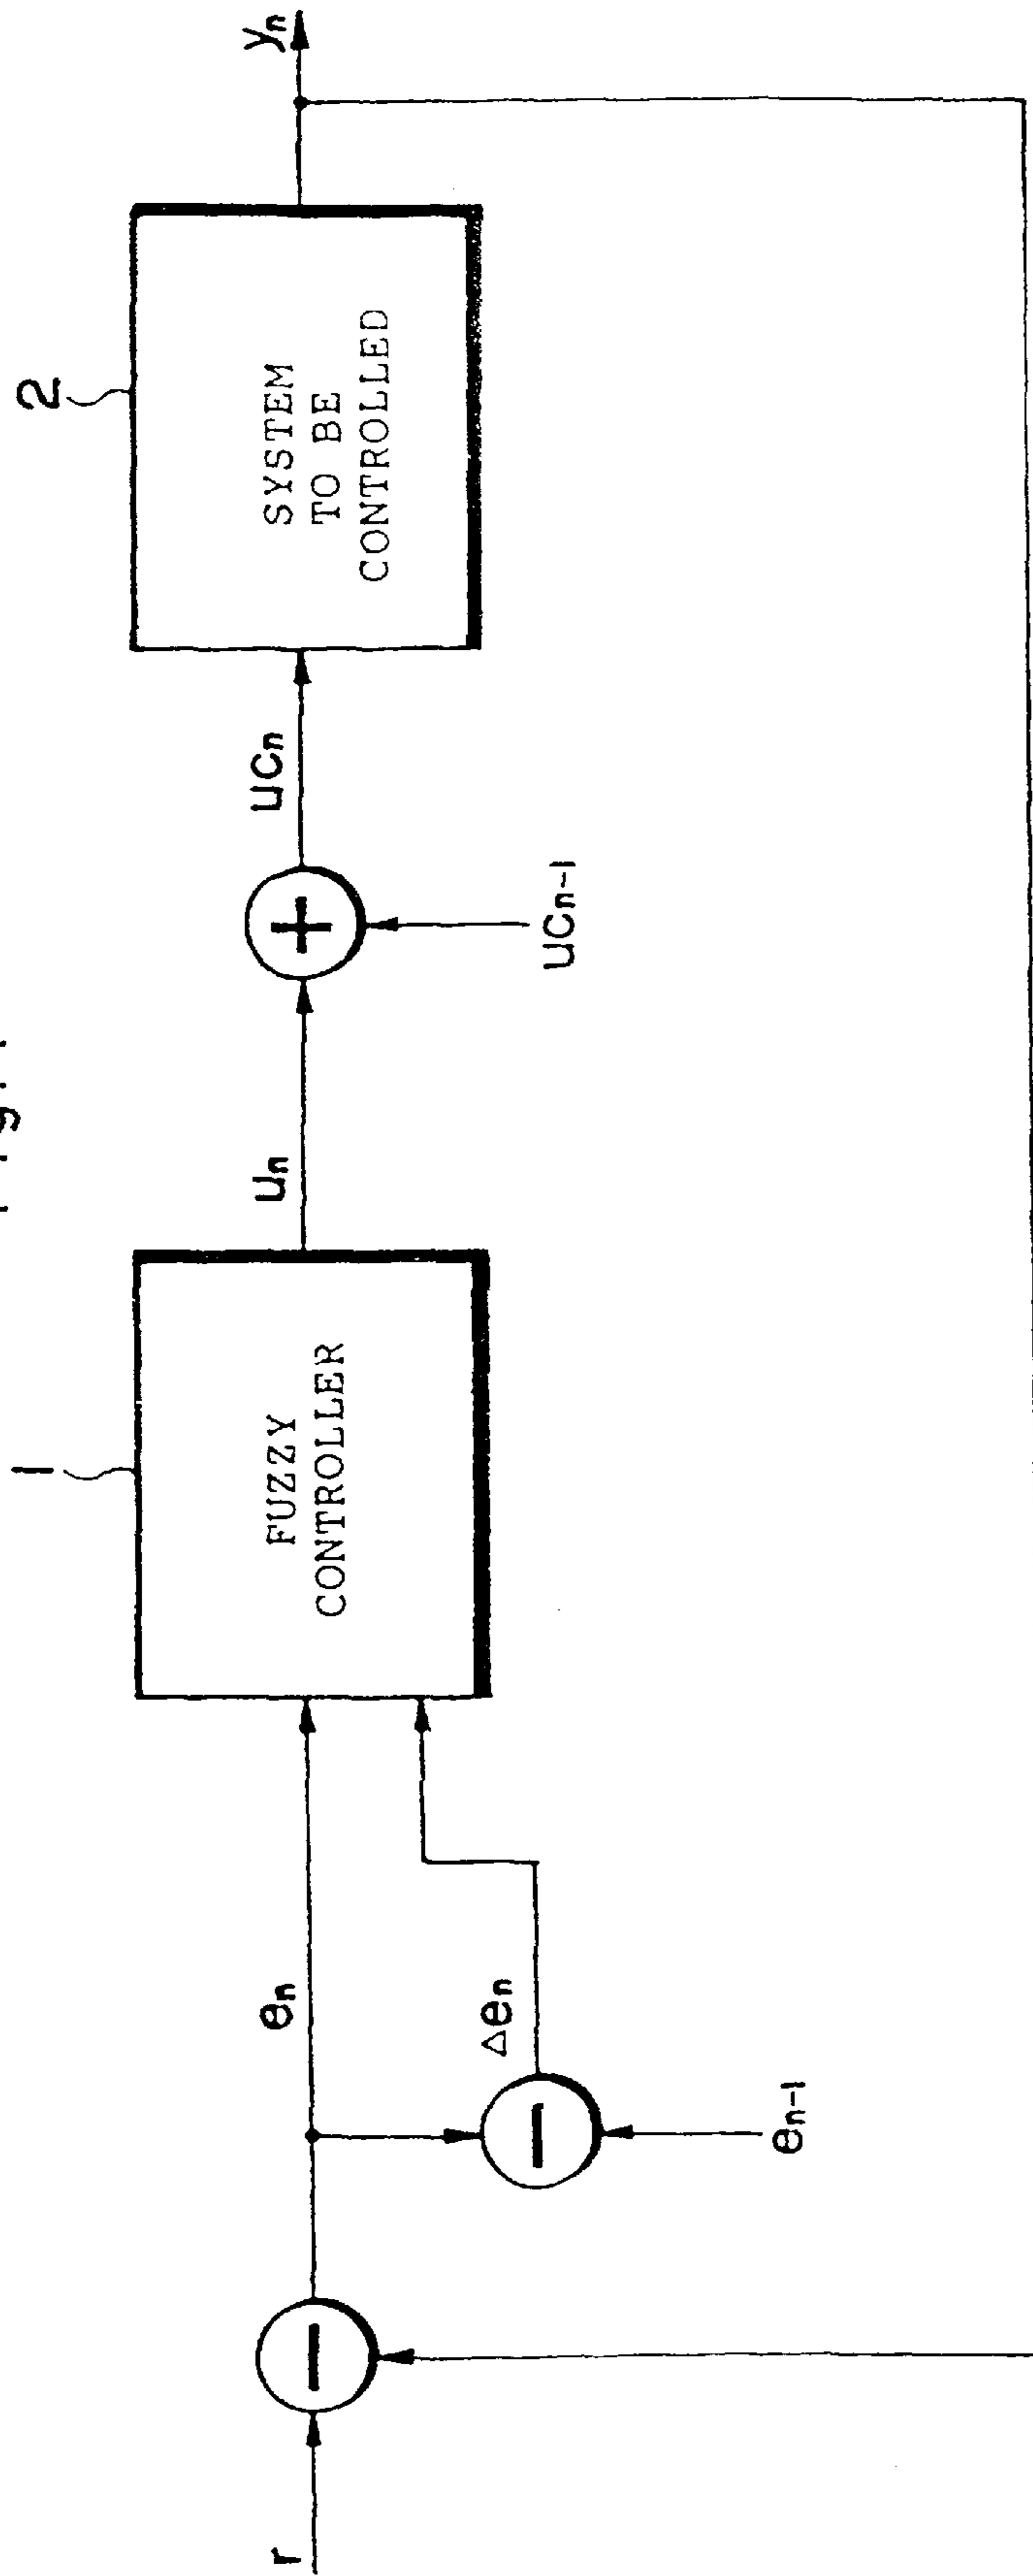 1
2
r
eₙ
Δeₙ
eₙ₋₁
FUZZY
CONTROLLER
uₙ
ucₙ
ucₙ₋₁
SYSTEM
TO BE
CONTROLLED
yₙ